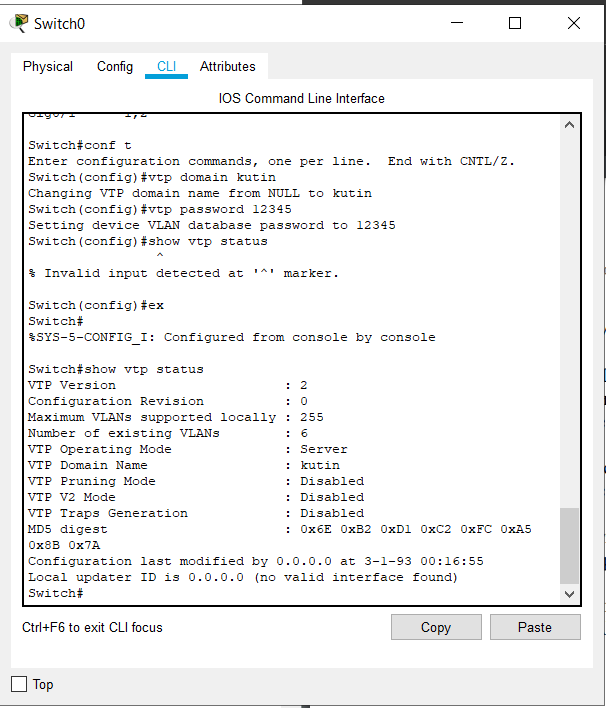 Switch0
Physical Config CLI Attributes
IOS Command Line Interface
Switch#conf t
Enter configuration commands, one per line.  End with CNTL/Z.
Switch(config)#vtp domain kutin
Changing VTP domain name from NULL to kutin
Switch(config)#vtp password 12345
Setting device VLAN database password to 12345
Switch(config)#show vtp status
^
% Invalid input detected at '^' marker.
Switch(config)#ex
Switch#
%SYS-5-CONFIG_I: Configured from console by console
Switch#show vtp status
VTP Version : 2
Configuration Revision : 0
Maximum VLANs supported locally : 255
Number of existing VLANs : 6
VTP Operating Mode : Server
VTP Domain Name : kutin
VTP Pruning Mode : Disabled
VTP V2 Mode : Disabled
VTP Traps Generation : Disabled
MD5 digest : 0x6E 0xB2 0xD1 0xC2 0xFC 0xA5
0x8B 0x7A
Configuration last modified by 0.0.0.0 at 3-1-93 00:16:55
Local updater ID is 0.0.0.0 (no valid interface found)
Switch#
Ctrl+F6 to exit CLI focus Copy Paste
Top